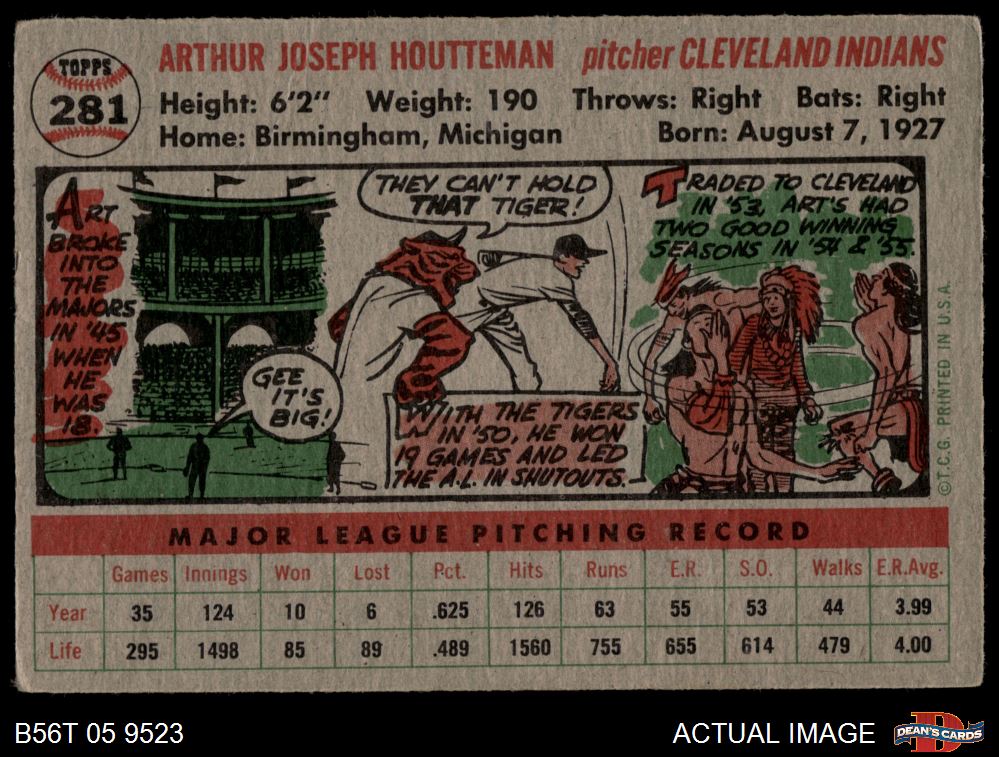 TOPPS
281
ARTHUR JOSEPH HOUTTEMAN pitcher CLEVELAND INDIANS
Height: 6'2" Weight: 190 Throws: Right Bats: Right
Home: Birmingham, Michigan Born: August 7, 1927
ART
BROKE
INTO
THE
MAJORS
IN '45
WHEN
HE
WAS
18.
GEE
IT'S
BIG!
THEY CAN'T HOLD
THAT TIGER!
WITH THE TIGERS
IN '50, HE WON
19 GAMES AND LED
THE A.L. IN SHUTOUTS.
TRADED TO CLEVELAND
IN '53, ART'S HAD
TWO GOOD WINNING
SEASONS IN '54 & '55.
© T.C.G. PRINTED IN U.S.A.
MAJOR LEAGUE PITCHING RECORD
Games Innings Won Lost Pct. Hits Runs E.R. S.O. Walks E.R.Avg.
Year 35 124 10 6 .625 126 63 55 53 44 3.99
Life 295 1498 85 89 .489 1560 755 655 614 479 4.00
B56T 05 9523 ACTUAL IMAGE
DEAN'S CARDS